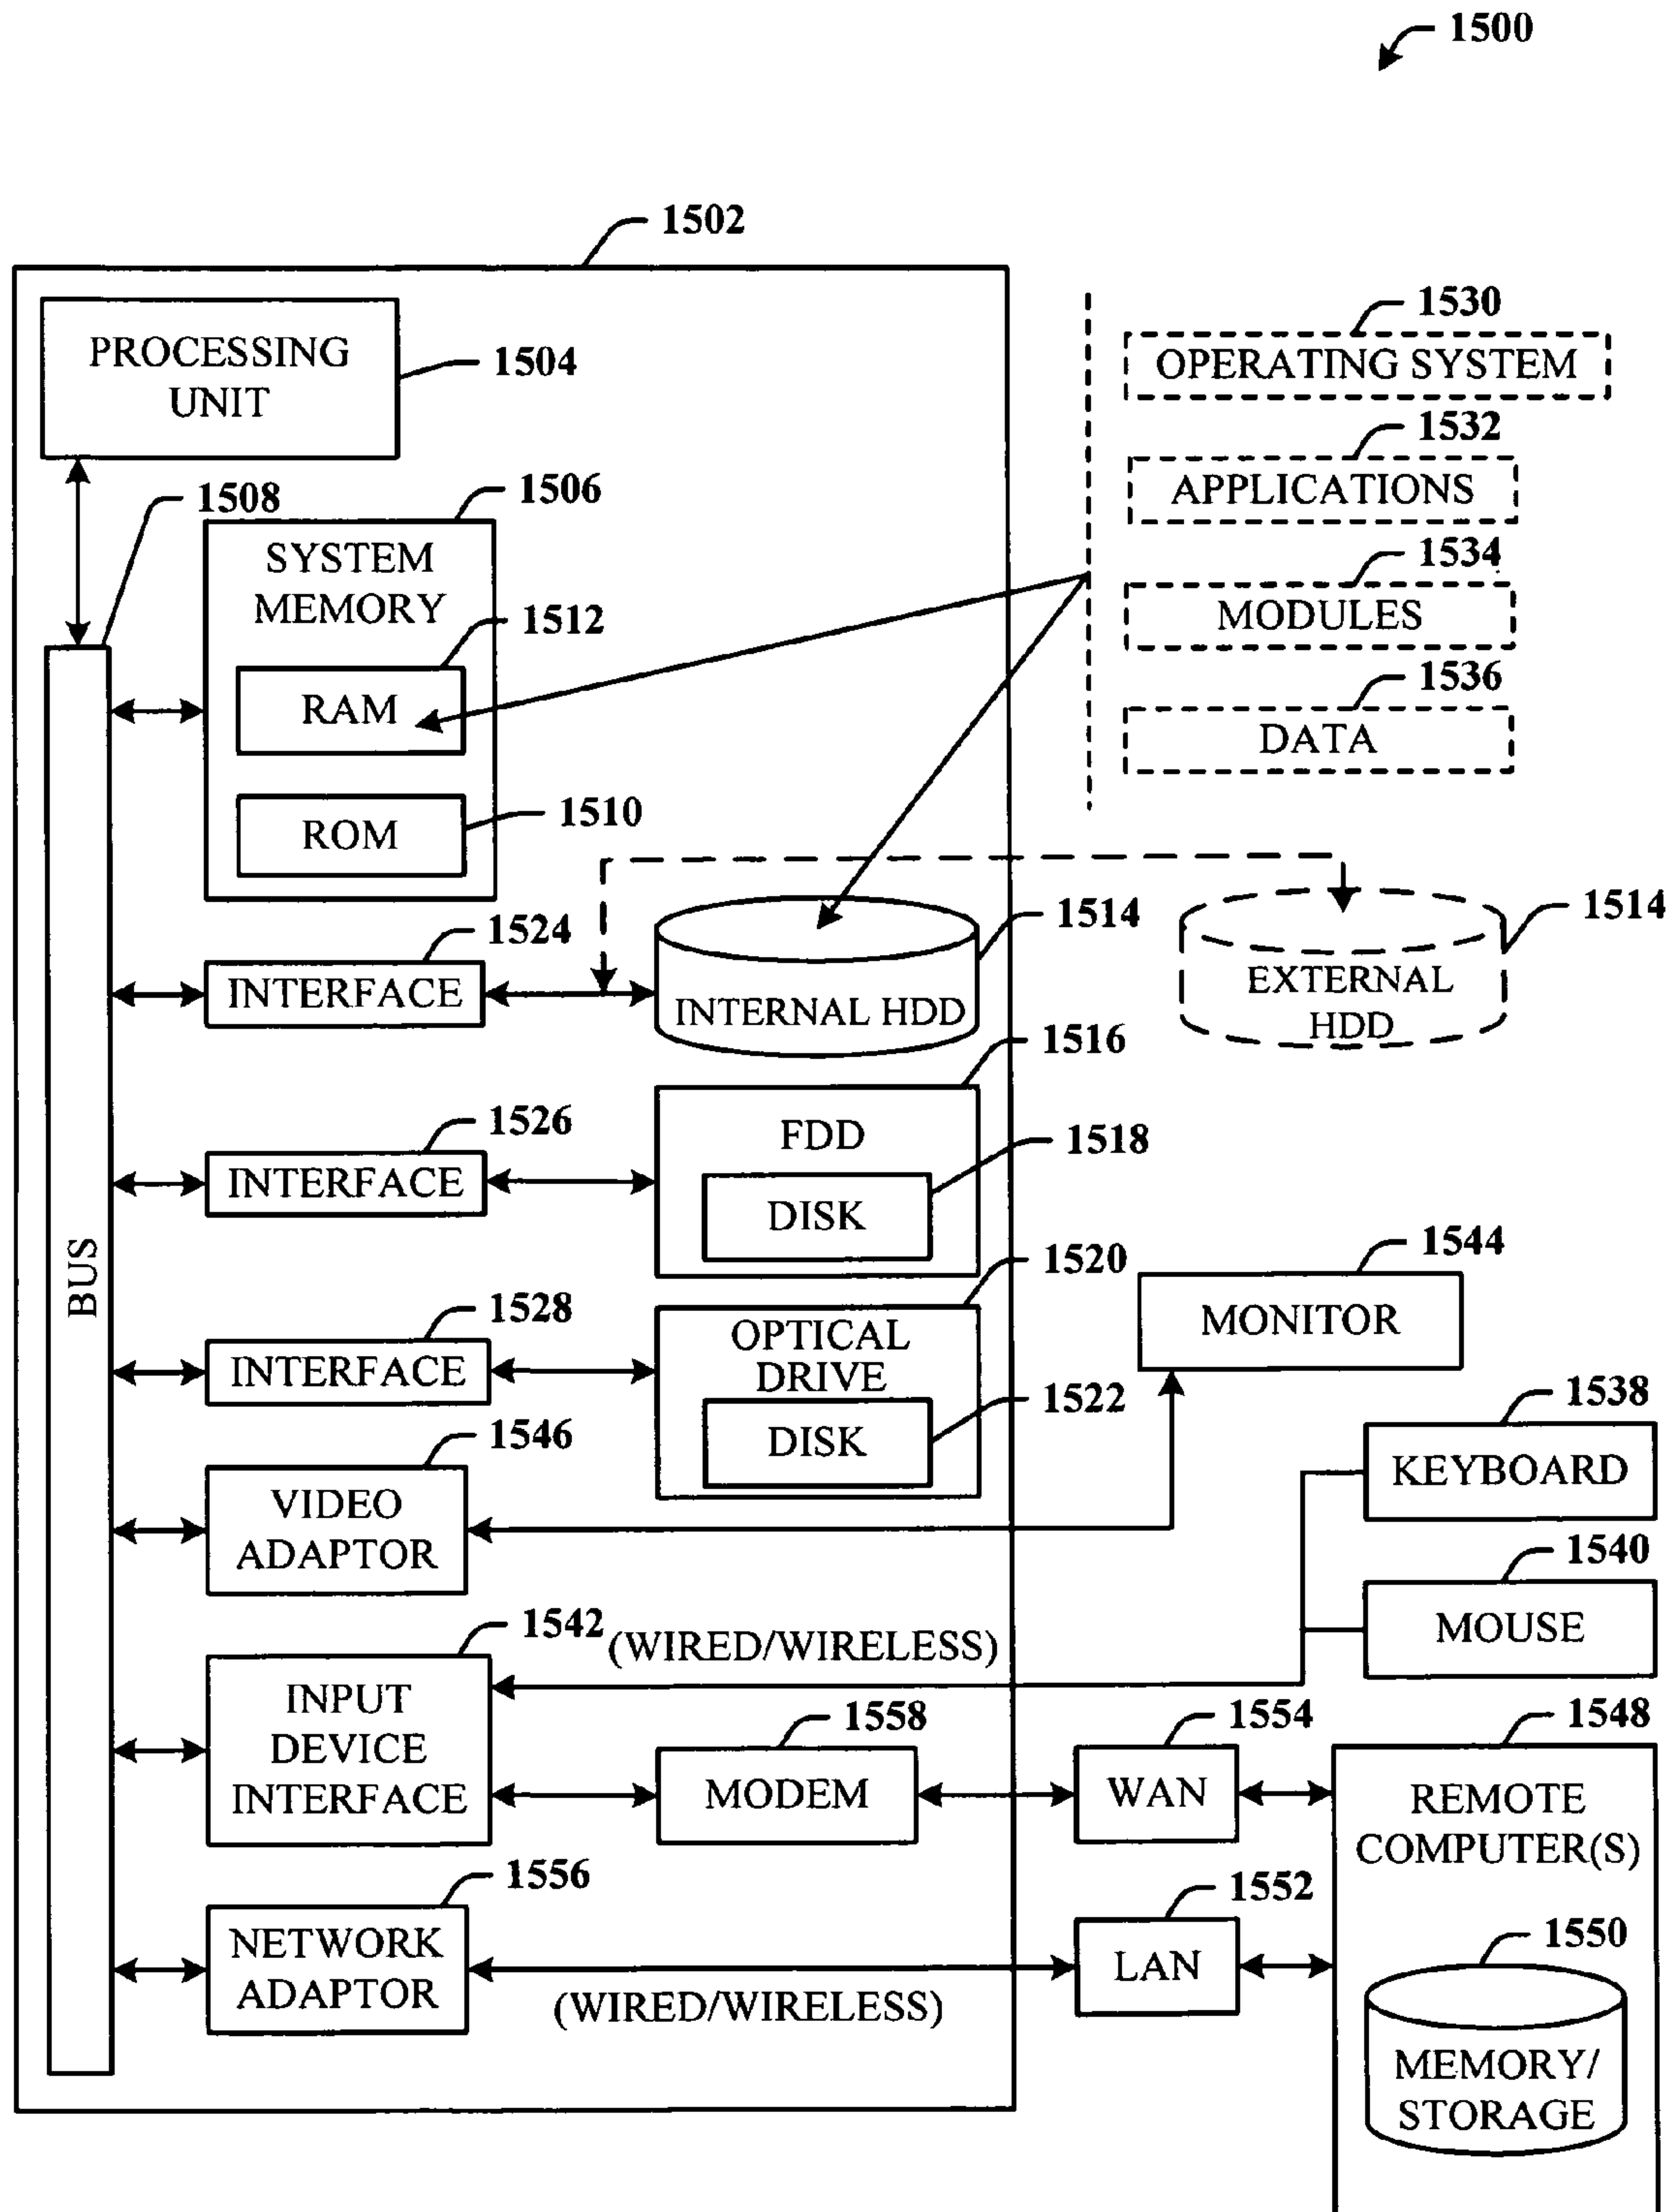 1500
1502
PROCESSING
UNIT
1504
1530
OPERATING SYSTEM
1532
APPLICATIONS
1534
MODULES
1536
DATA
1508
1506
SYSTEM
MEMORY
1512
RAM
1510
ROM
1524
INTERFACE
1514
INTERNAL HDD
1514
EXTERNAL
HDD
1526
INTERFACE
1516
FDD
1518
DISK
BUS
1528
INTERFACE
1520
OPTICAL
DRIVE
1522
DISK
1544
MONITOR
1546
VIDEO
ADAPTOR
1538
KEYBOARD
1540
MOUSE
1542
(WIRED/WIRELESS)
INPUT
DEVICE
INTERFACE
1558
MODEM
1554
WAN
1548
REMOTE
COMPUTER(S)
1556
NETWORK
ADAPTOR
(WIRED/WIRELESS)
1552
LAN
1550
MEMORY/
STORAGE